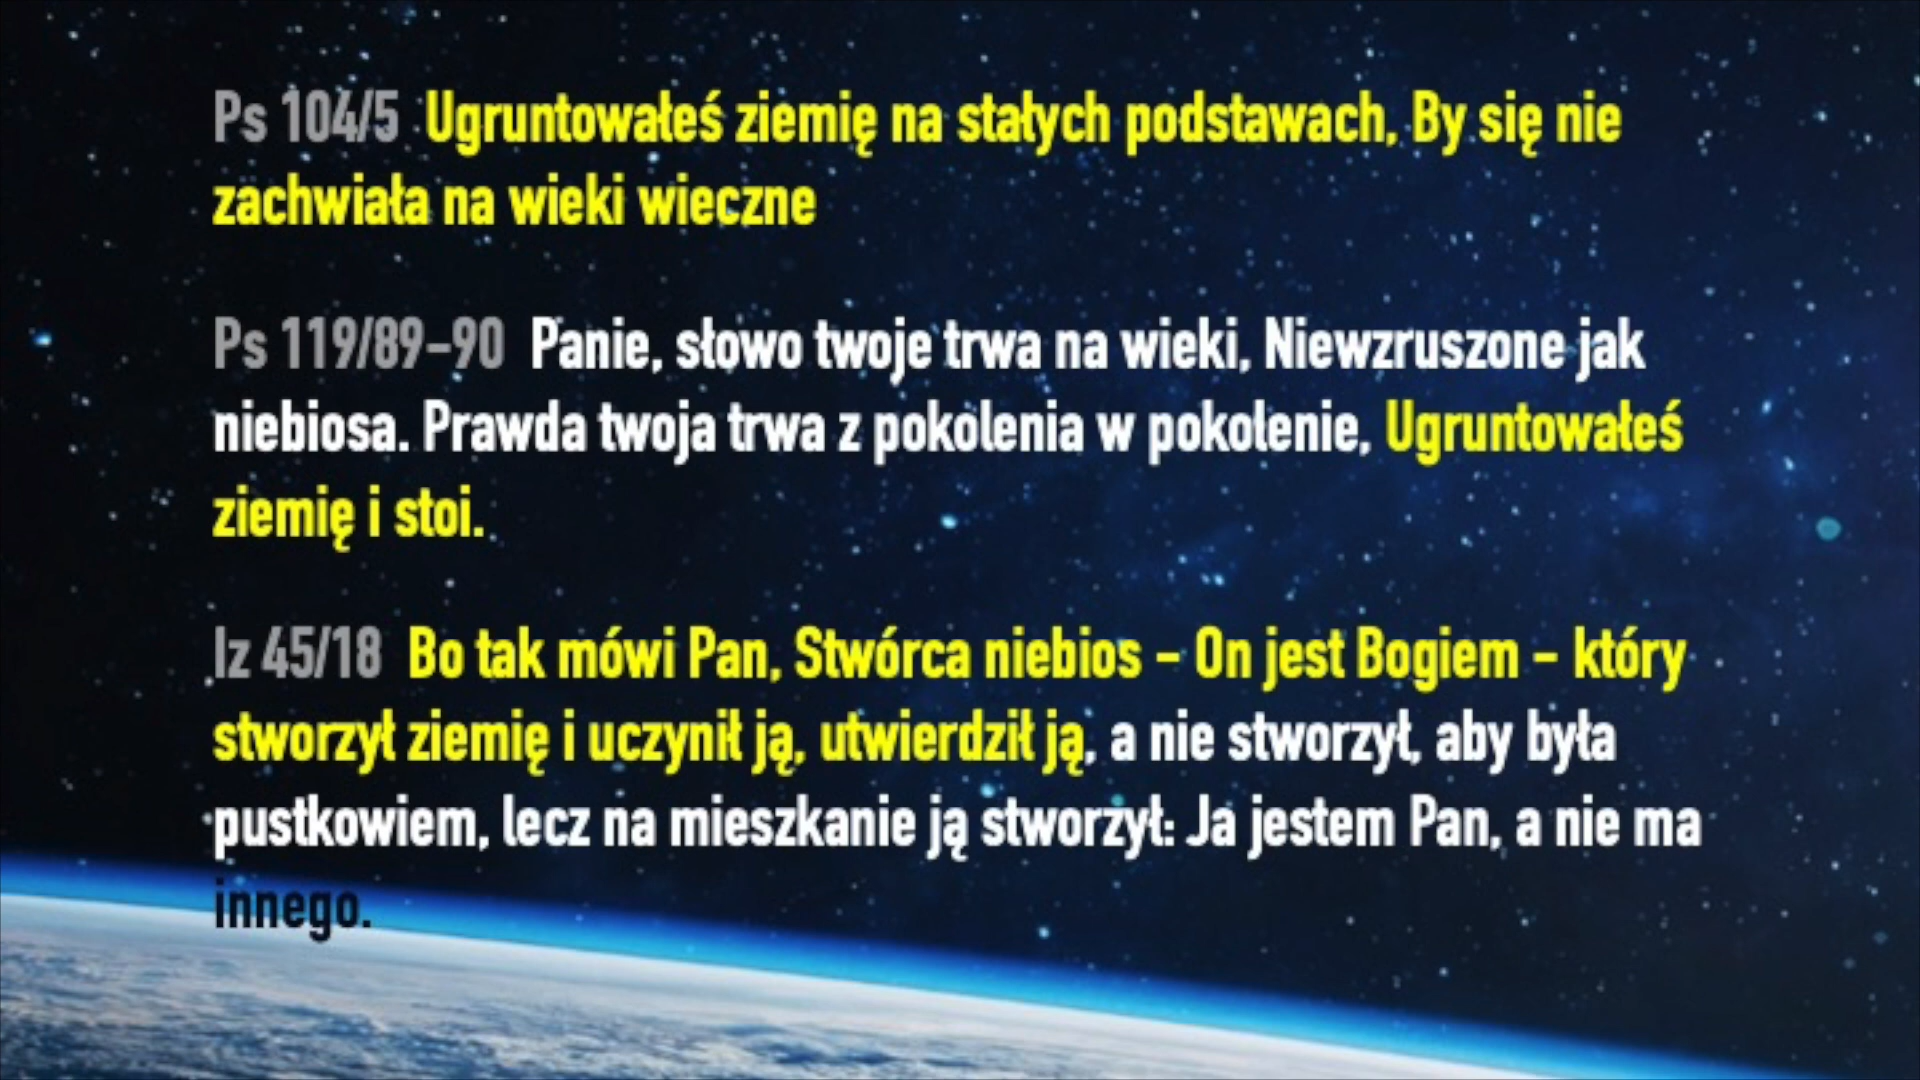 Ps 104/5 Ugruntowałeś ziemię na stałych podstawach, By się nie
zachwiała na wieki wieczne
Ps 119/89-90 Panie, słowo twoje trwa na wieki, Niewzruszone jak
niebiosa. Prawda twoja trwa z pokolenia w pokolenie, Ugruntowałeś
ziemię i stoi.
Iz 45/18 Bo tak mówi Pan, Stwórca niebios – On jest Bogiem – który
stworzył ziemię i uczynił ją, utwierdził ją, a nie stworzył, aby była
pustkowiem, lecz na mieszkanie ją stworzył: Ja jestem Pan, a nie ma
innego.